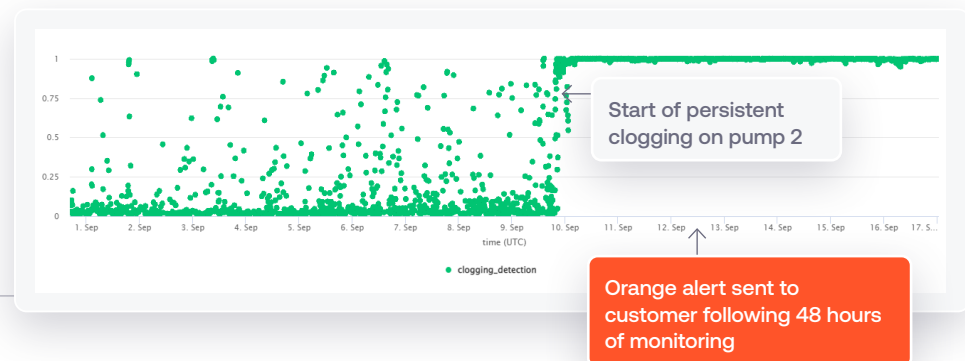 1
0.75
Start of persistent
clogging on pump 2
0.5
0.25
0
1. Sep 2. Sep 3. Sep 4. Sep 5. Sep 6. Sep 7. Sep 8. Sep 9. Sep 10. Sep 11. Sep 12. Sep 13. Sep 14. Sep 15. Sep 16. Sep 17. S...
time (UTC)
clogging_detection
Orange alert sent to
customer following 48 hours
of monitoring